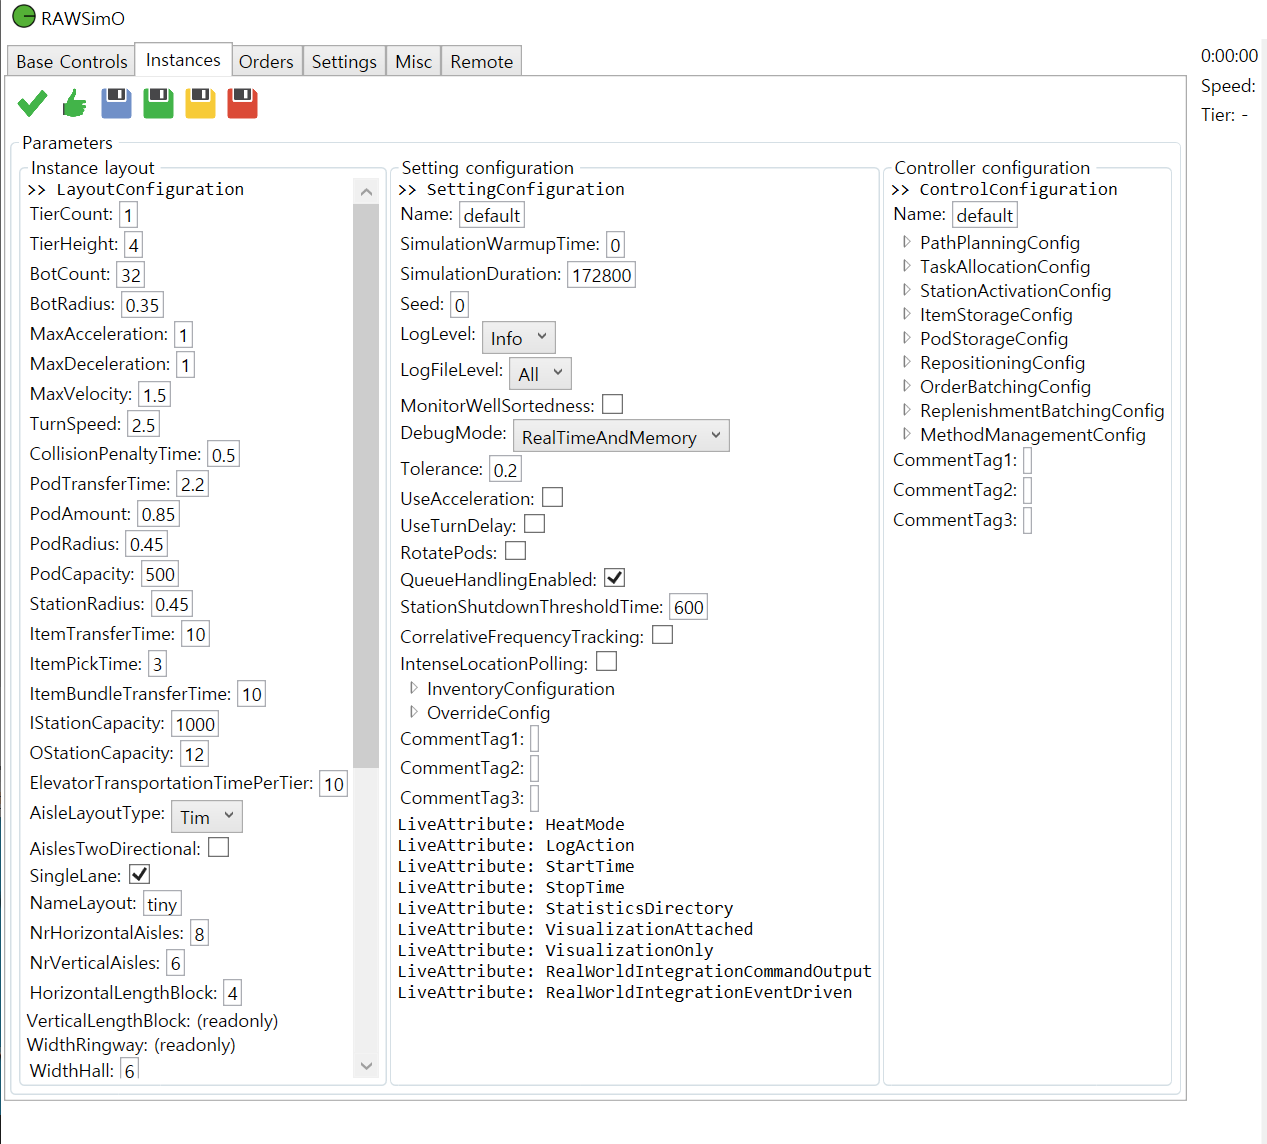 RAWSimO
Base Controls Instances Orders Settings Misc Remote
0:00:00
Speed:
Tier: -
Parameters
Instance layout
>> LayoutConfiguration
TierCount: 1
TierHeight: 4
BotCount: 32
BotRadius: 0.35
MaxAcceleration: 1
MaxDeceleration: 1
MaxVelocity: 1.5
TurnSpeed: 2.5
CollisionPenaltyTime: 0.5
PodTransferTime: 2.2
PodAmount: 0.85
PodRadius: 0.45
PodCapacity: 500
StationRadius: 0.45
ItemTransferTime: 10
ItemPickTime: 3
ItemBundleTransferTime: 10
IStationCapacity: 1000
OStationCapacity: 12
ElevatorTransportationTimePerTier: 10
AisleLayoutType: Tim
AislesTwoDirectional:
SingleLane:
NameLayout: tiny
NrHorizontalAisles: 8
NrVerticalAisles: 6
HorizontalLengthBlock: 4
VerticalLengthBlock: (readonly)
WidthRingway: (readonly)
WidthHall: 6
Setting configuration
>> SettingConfiguration
Name: default
SimulationWarmupTime: 0
SimulationDuration: 172800
Seed: 0
LogLevel: Info
LogFileLevel: All
MonitorWellSortedness:
DebugMode: RealTimeAndMemory
Tolerance: 0.2
UseAcceleration:
UseTurnDelay:
RotatePods:
QueueHandlingEnabled:
StationShutdownThresholdTime: 600
CorrelativeFrequencyTracking:
IntenseLocationPolling:
InventoryConfiguration
OverrideConfig
CommentTag1:
CommentTag2:
CommentTag3:
LiveAttribute: HeatMode
LiveAttribute: LogAction
LiveAttribute: StartTime
LiveAttribute: StopTime
LiveAttribute: StatisticsDirectory
LiveAttribute: VisualizationAttached
LiveAttribute: VisualizationOnly
LiveAttribute: RealWorldIntegrationCommandOutput
LiveAttribute: RealWorldIntegrationEventDriven
Controller configuration
>> ControlConfiguration
Name: default
PathPlanningConfig
TaskAllocationConfig
StationActivationConfig
ItemStorageConfig
PodStorageConfig
RepositioningConfig
OrderBatchingConfig
ReplenishmentBatchingConfig
MethodManagementConfig
CommentTag1:
CommentTag2:
CommentTag3: